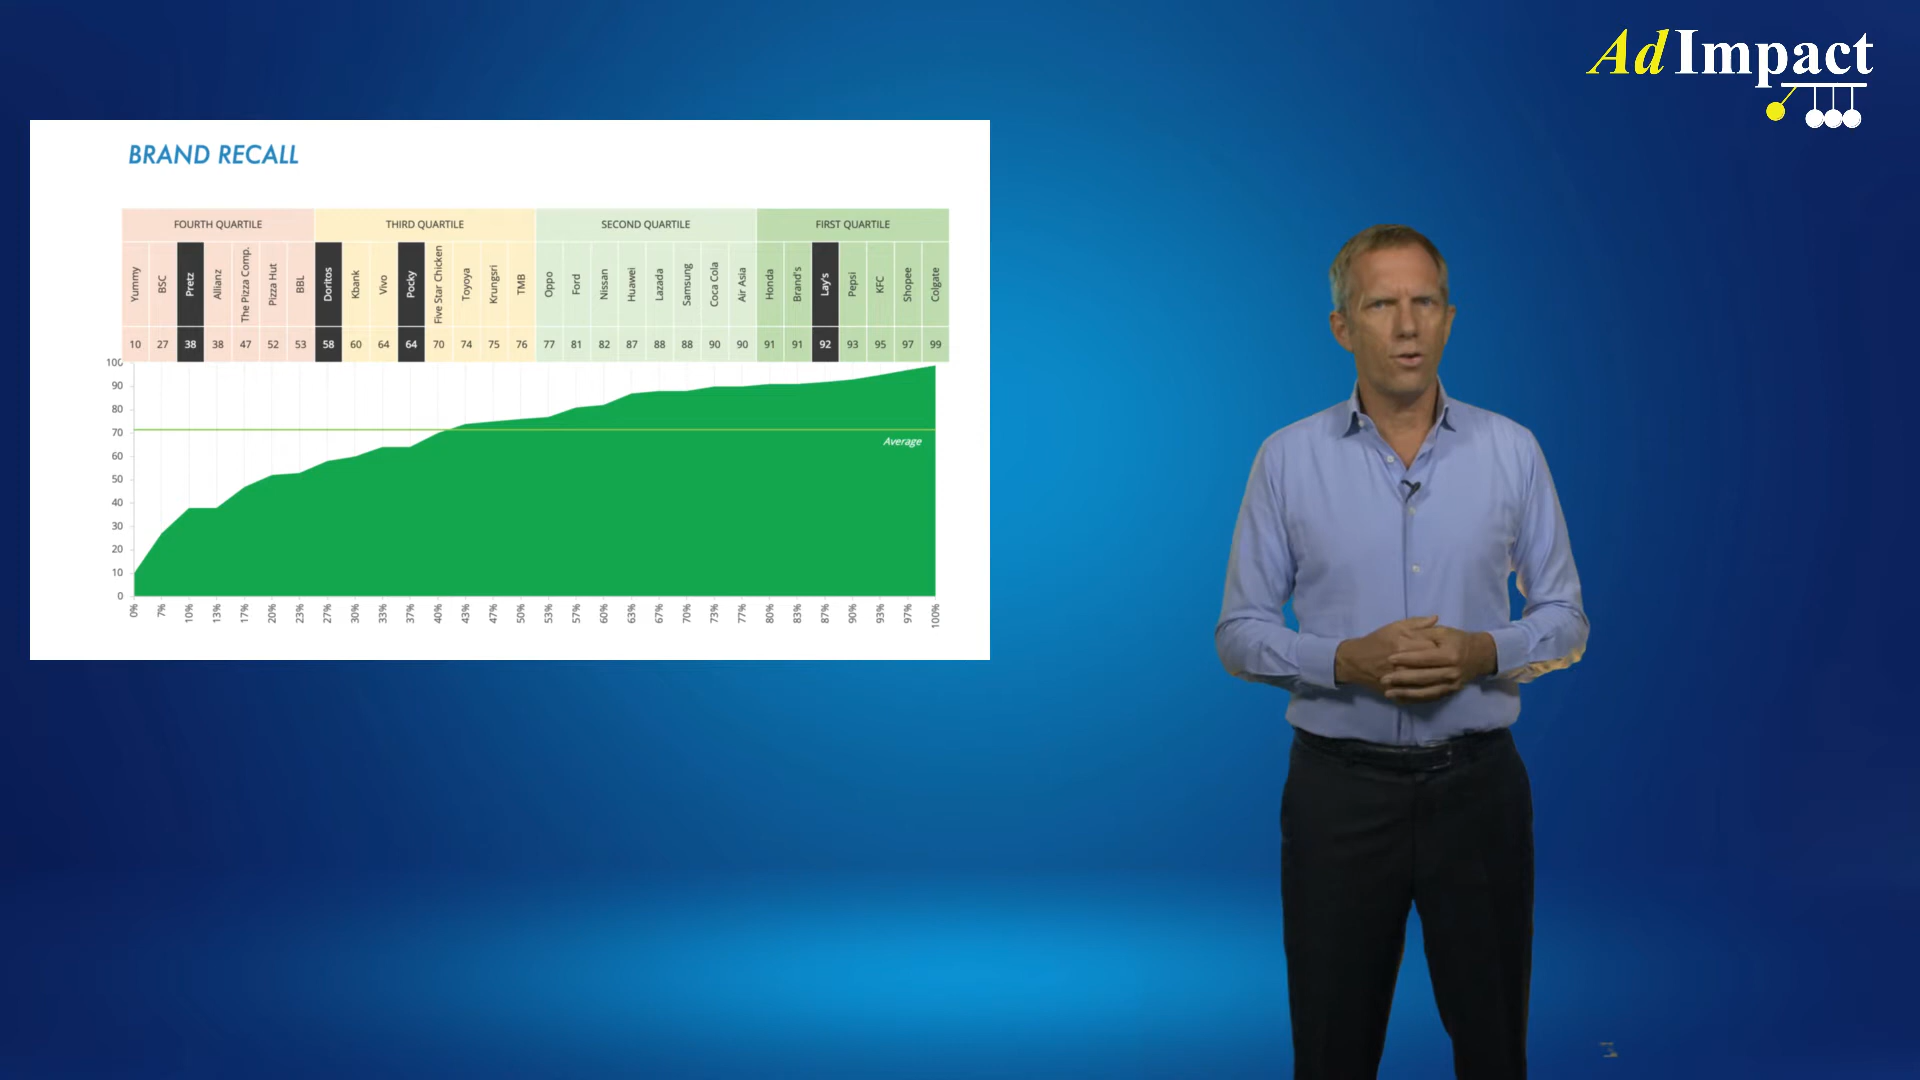 Ad Impact
BRAND RECALL
FOURTH QUARTILE THIRD QUARTILE SECOND QUARTILE FIRST QUARTILE
Yummy BSC Pretz Allianz The Pizza Comp. Pizza Hut BBL Doritos Kbank Vivo Pocky Five Star Chicken Toyoya Krungsri TMB Oppo Ford Nissan Huawei Lazada Samsung Coca Cola Air Asia Honda Brand's Lay's Pepsi KFC Shopee Colgate
10 27 38 38 47 52 53 58 60 64 64 70 74 75 76 77 81 82 87 88 88 90 90 91 91 92 93 95 97 99
100
90
80
70
Average
60
50
40
30
20
10
0
0% 7% 10% 13% 17% 20% 23% 27% 30% 33% 37% 40% 43% 47% 50% 53% 57% 60% 63% 67% 70% 73% 77% 80% 83% 87% 90% 93% 97% 100%